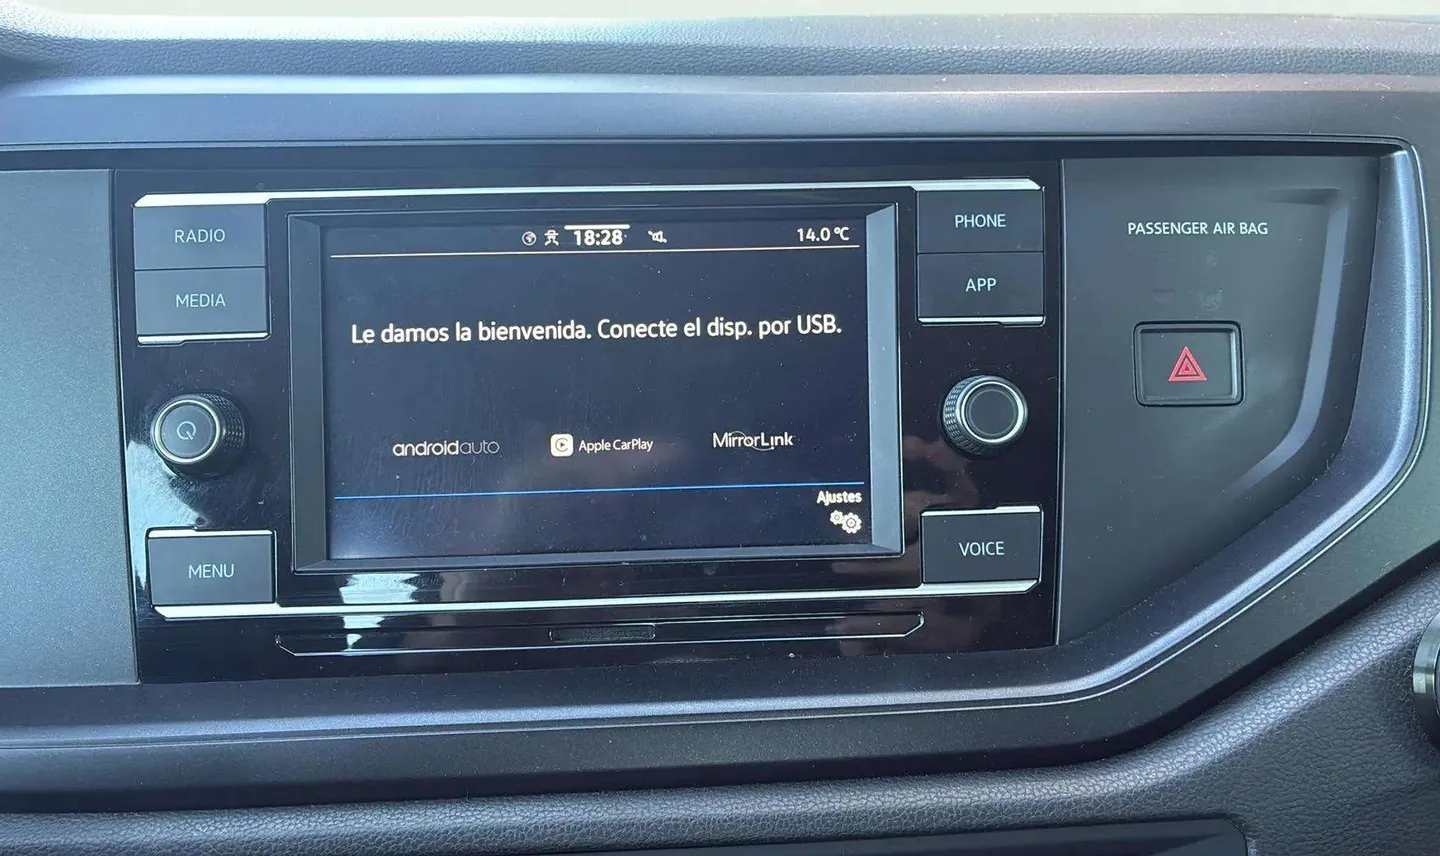 RADIO
MEDIA
MENU
18:28
14.0 °C
Le damos la bienvenida. Conecte el disp. por USB.
androidauto
Apple CarPlay
MirrorLink
Ajustes
PHONE
APP
VOICE
PASSENGER AIR BAG